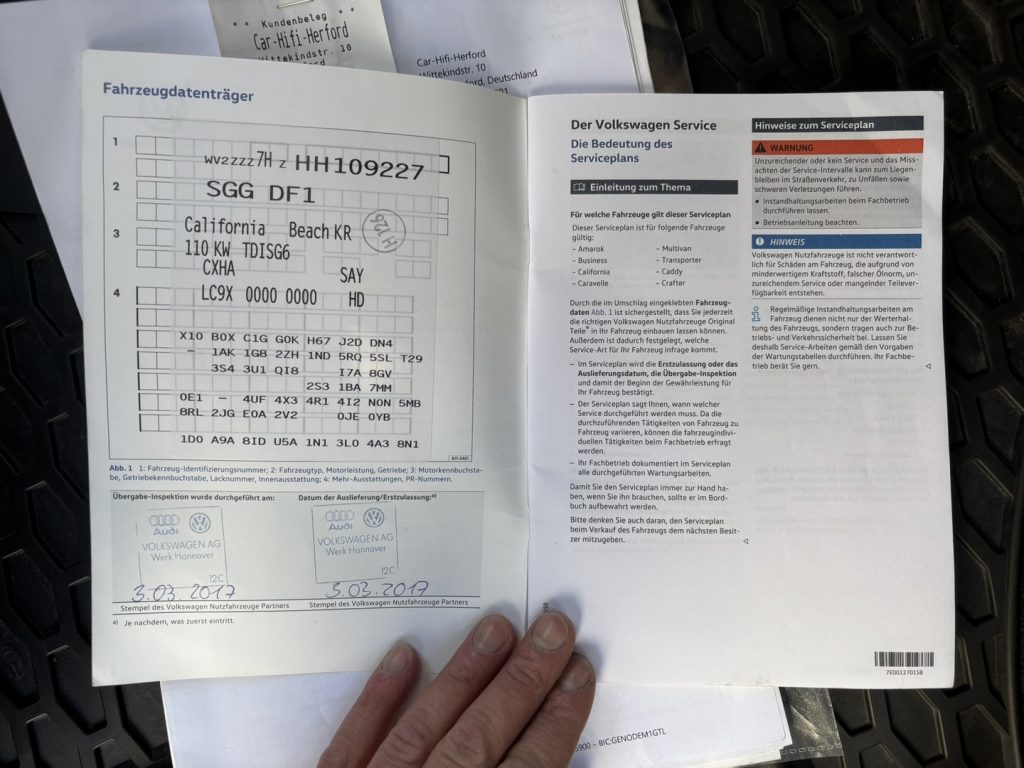 * * Kundenbeleg * *
Car-Hifi-Herford
Wittekindstr. 10
Car-Hifi-Herford
Wittekindstr. 10
Deutschland
Fahrzeugdatenträger
1
WV2ZZZ7H Z HH109227
2
SGG DF1
California Beach KR
H 126
3
110 KW TDISG6
CXHA SAY
4
LC9X 0000 0000 HD
X10 B0X C1G G0K H67 J2D DN4
– 1AK 1G8 2ZH 1ND 5RQ 5SL T29
3S4 3U1 QI8 I7A 8GV
2S3 1BA 7MM
0E1 – 4UF 4X3 4R1 4I2 N0N 5MB
8RL 2JG E0A 2V2 0JE 0YB
1D0 A9A 8ID U5A 1N1 3L0 4A3 8N1
Abb. 1 1: Fahrzeug-Identifizierungsnummer; 2: Fahrzeugtyp, Motorleistung, Getriebe; 3: Motorkennbuchsta-
be, Getriebekennbuchstabe, Lacknummer, Innenausstattung; 4: Mehr-Ausstattungen, PR-Nummern.
Übergabe-Inspektion wurde durchgeführt am:
Datum der Auslieferung/Erstzulassung:a)
Audi
VOLKSWAGEN AG
Werk Hannover
12C
3.03.2017
Audi
VOLKSWAGEN AG
Werk Hannover
12C
3.03.2017
Stempel des Volkswagen Nutzfahrzeuge Partners
Stempel des Volkswagen Nutzfahrzeuge Partners
a) Je nachdem, was zuerst eintritt.
Der Volkswagen Service
Die Bedeutung des
Serviceplans
Einleitung zum Thema
Für welche Fahrzeuge gilt dieser Serviceplan
Dieser Serviceplan ist für folgende Fahrzeuge
gültig:
– Amarok
– Business
– California
– Caravelle
– Multivan
– Transporter
– Caddy
– Crafter
Durch die im Umschlag eingeklebten Fahrzeug-
daten Abb. 1 ist sichergestellt, dass Sie jederzeit
die richtigen Volkswagen Nutzfahrzeuge Original
Teile® in Ihr Fahrzeug einbauen lassen können.
Außerdem ist dadurch festgelegt, welche
Service-Art für Ihr Fahrzeug infrage kommt.
– Im Serviceplan wird die Erstzulassung oder das
Auslieferungsdatum, die Übergabe-Inspektion
und damit der Beginn der Gewährleistung für
Ihr Fahrzeug bestätigt.
– Der Serviceplan sagt Ihnen, wann welcher
Service durchgeführt werden muss. Da die
durchzuführenden Tätigkeiten von Fahrzeug zu
Fahrzeug variieren, können die fahrzeugindivi-
duellen Tätigkeiten beim Fachbetrieb erfragt
werden.
– Ihr Fachbetrieb dokumentiert im Serviceplan
alle durchgeführten Wartungsarbeiten.
Damit Sie den Serviceplan immer zur Hand ha-
ben, wenn Sie ihn brauchen, sollte er im Bord-
buch aufbewahrt werden.
Bitte denken Sie auch daran, den Serviceplan
beim Verkauf des Fahrzeugs dem nächsten Besit-
zer mitzugeben.
Hinweise zum Serviceplan
WARNUNG
Unzureichender oder kein Service und das Miss-
achten der Service-Intervalle kann zum Liegen-
bleiben im Straßenverkehr, zu Unfällen sowie
schweren Verletzungen führen.
• Instandhaltungsarbeiten beim Fachbetrieb
durchführen lassen.
• Betriebsanleitung beachten.
HINWEIS
Volkswagen Nutzfahrzeuge ist nicht verantwort-
lich für Schäden am Fahrzeug, die aufgrund von
minderwertigem Kraftstoff, falscher Ölnorm, un-
zureichendem Service oder mangelnder Teilever-
fügbarkeit entstehen.
Regelmäßige Instandhaltungsarbeiten am
Fahrzeug dienen nicht nur der Werterhal-
tung des Fahrzeugs, sondern tragen auch zur Be-
triebs- und Verkehrssicherheit bei. Lassen Sie
deshalb Service-Arbeiten gemäß den Vorgaben
der Wartungstabellen durchführen. Ihr Fachbe-
trieb berät Sie gern.
7E0012701SB
900 – BIC:GENODEM1GTL